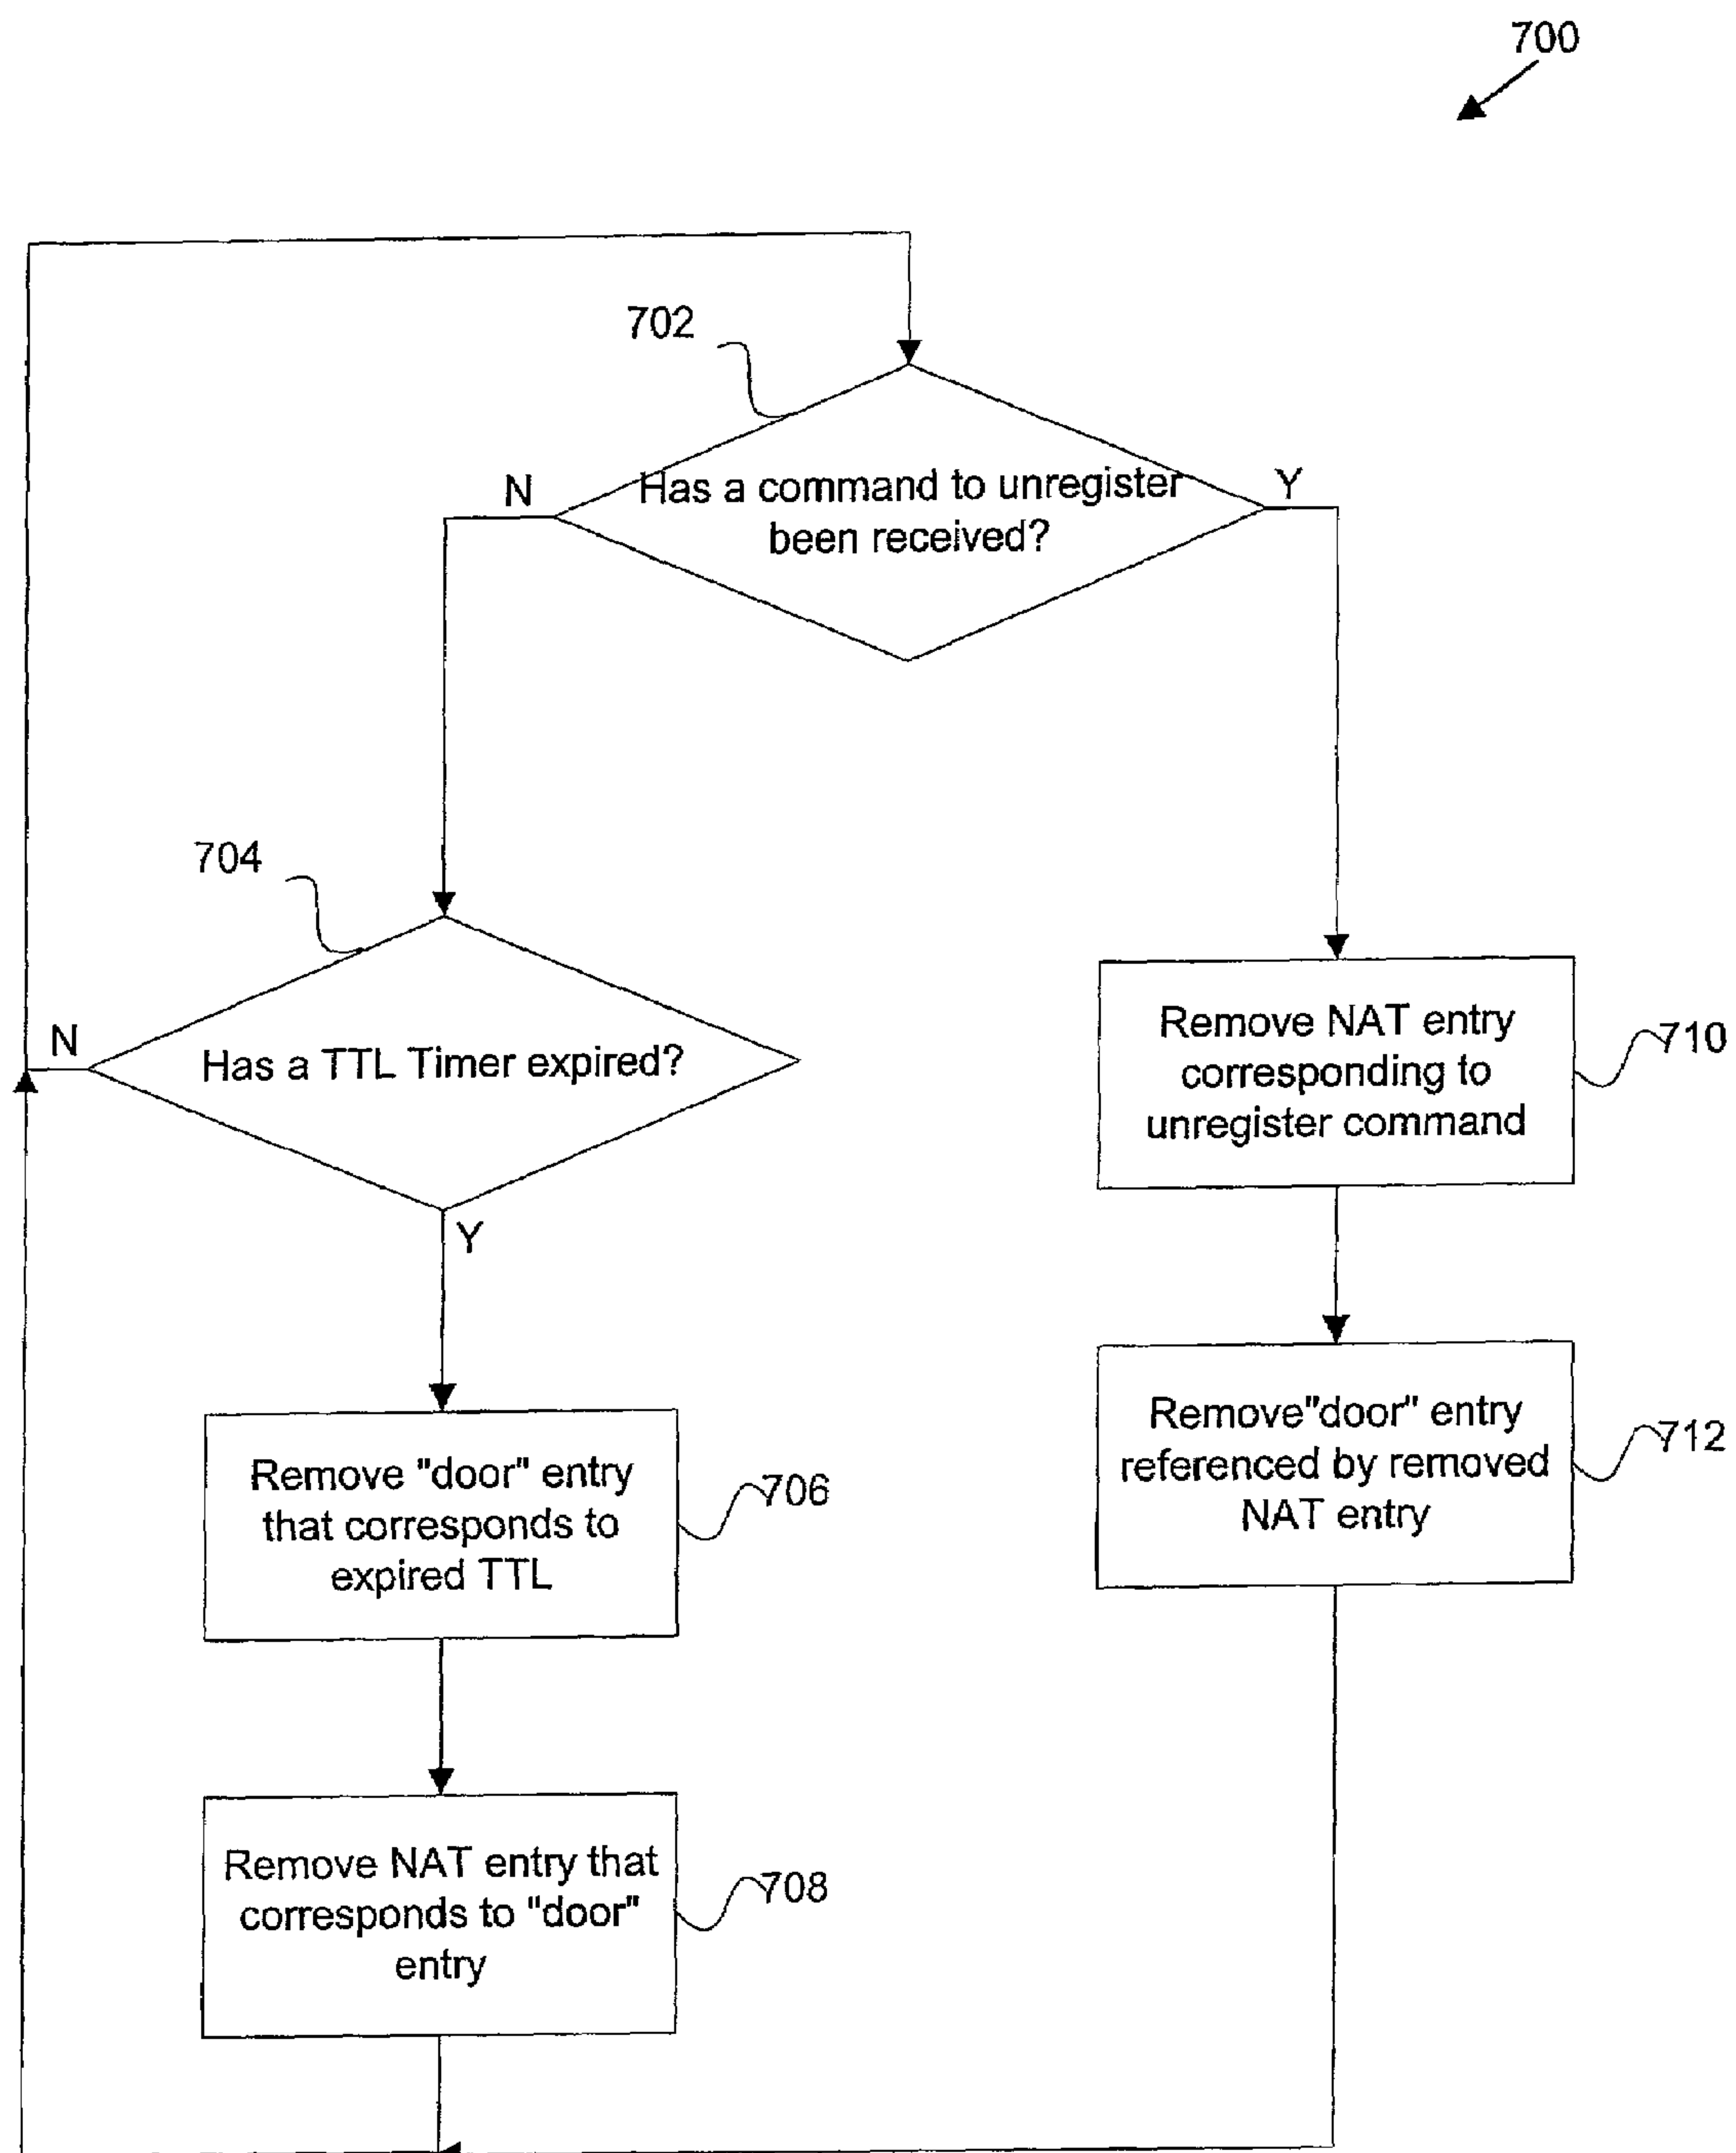 700
702
N
Has a command to unregister
been received?
Y
704
N
Has a TTL Timer expired?
Y
Remove NAT entry
corresponding to
unregister command
710
Remove "door" entry
that corresponds to
expired TTL
706
Remove"door" entry
referenced by removed
NAT entry
712
Remove NAT entry that
corresponds to "door"
entry
708